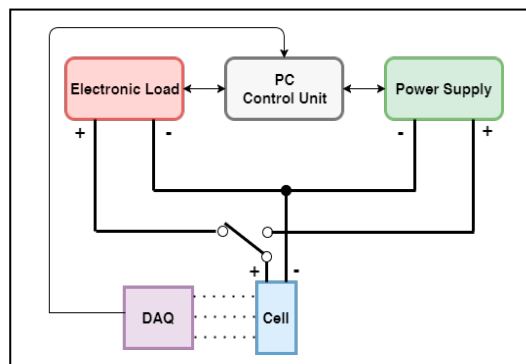 Electronic Load
PC
Control Unit
Power Supply
+
-
-
+
+
-
DAQ
Cell